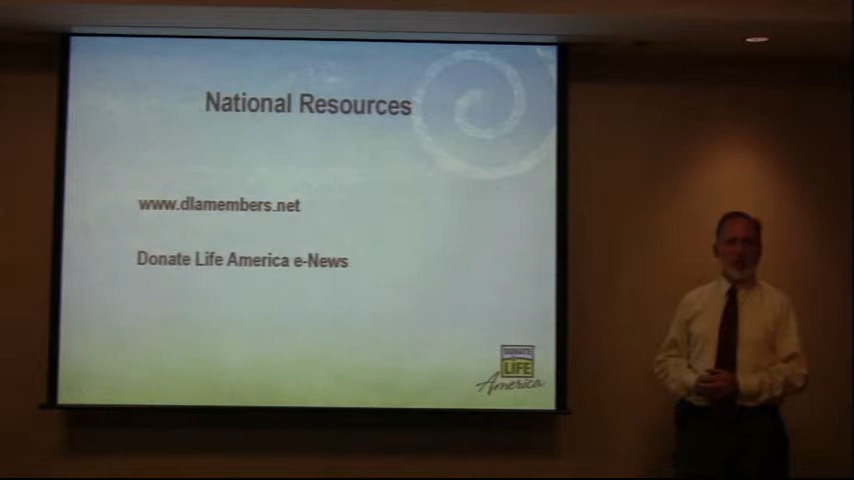 National Resources
www.dlamembers.net
Donate Life America e-News
DONATE
LIFE
America